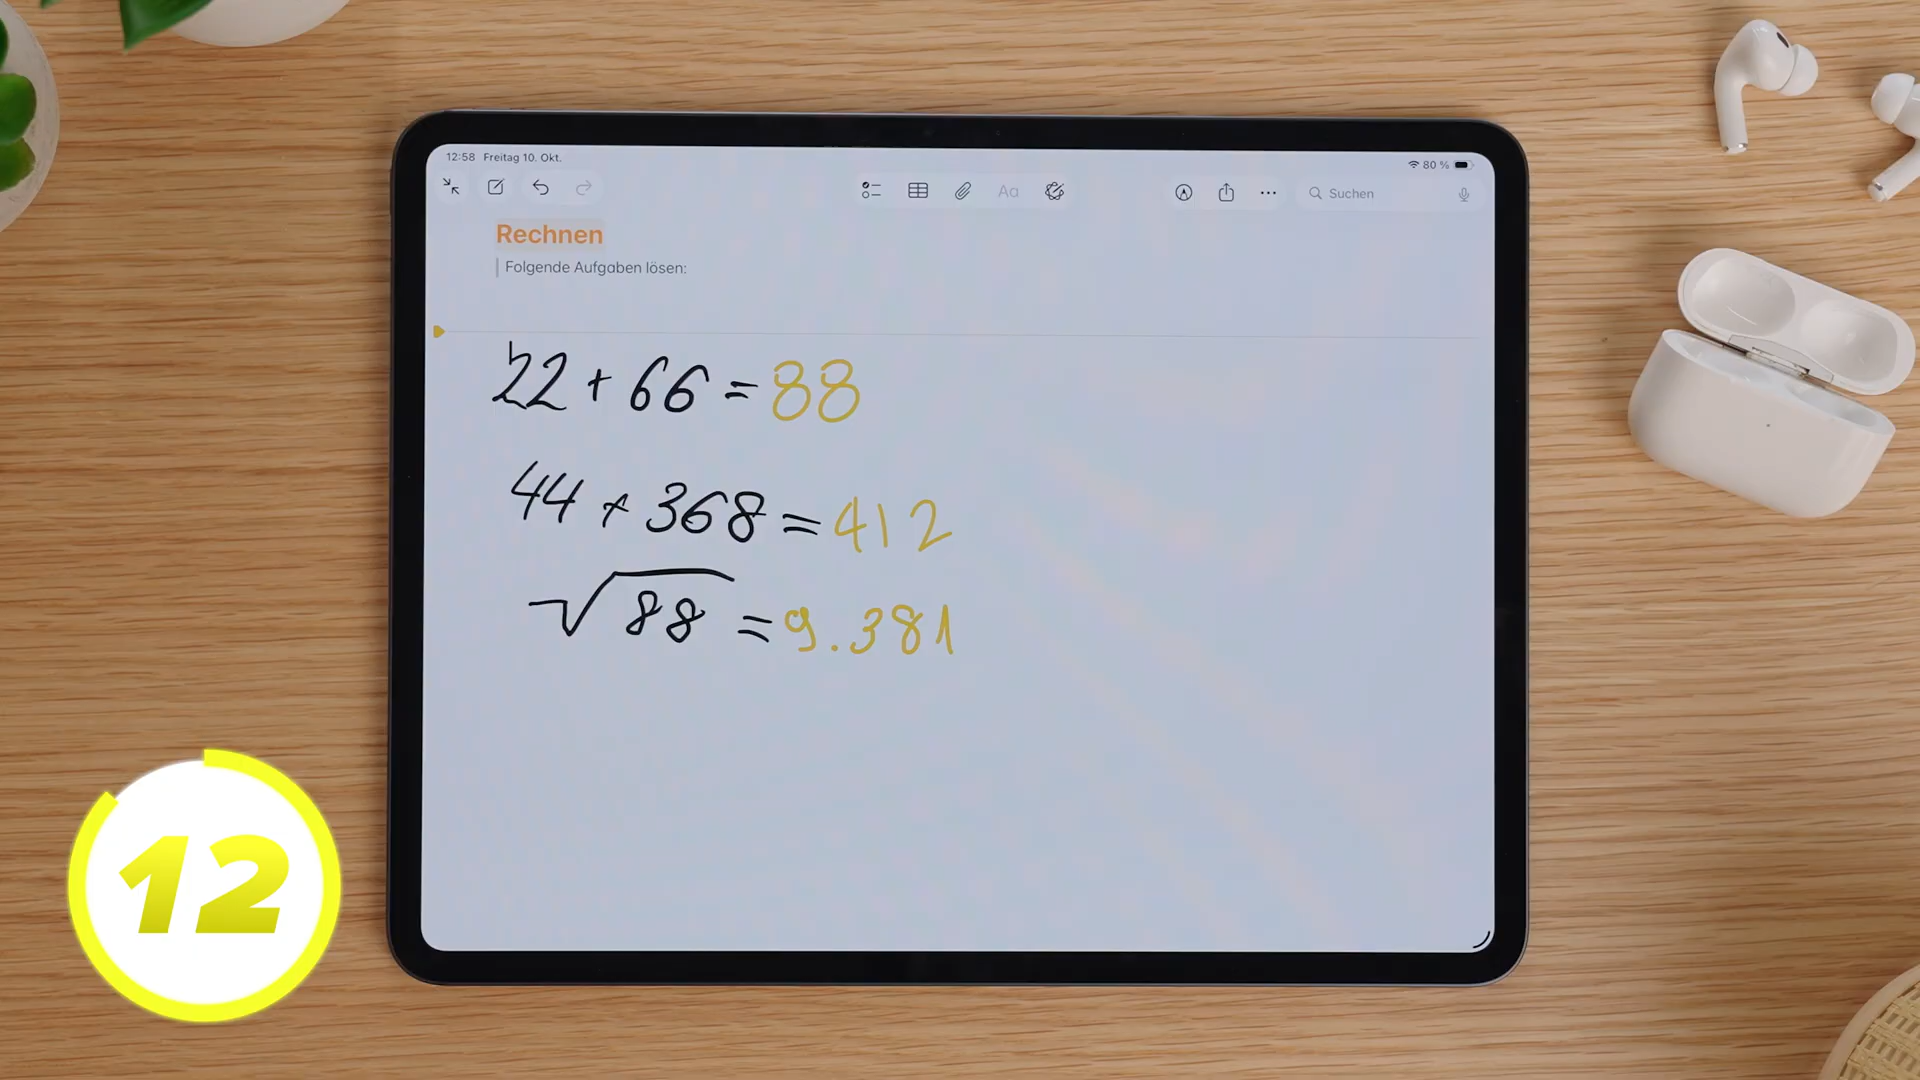 12:58 Freitag 10. Okt. 80 %
Aa Suchen
Rechnen
Folgende Aufgaben lösen:
22 + 66 = 88
44 + 368 = 412
√88 = 9.381
12